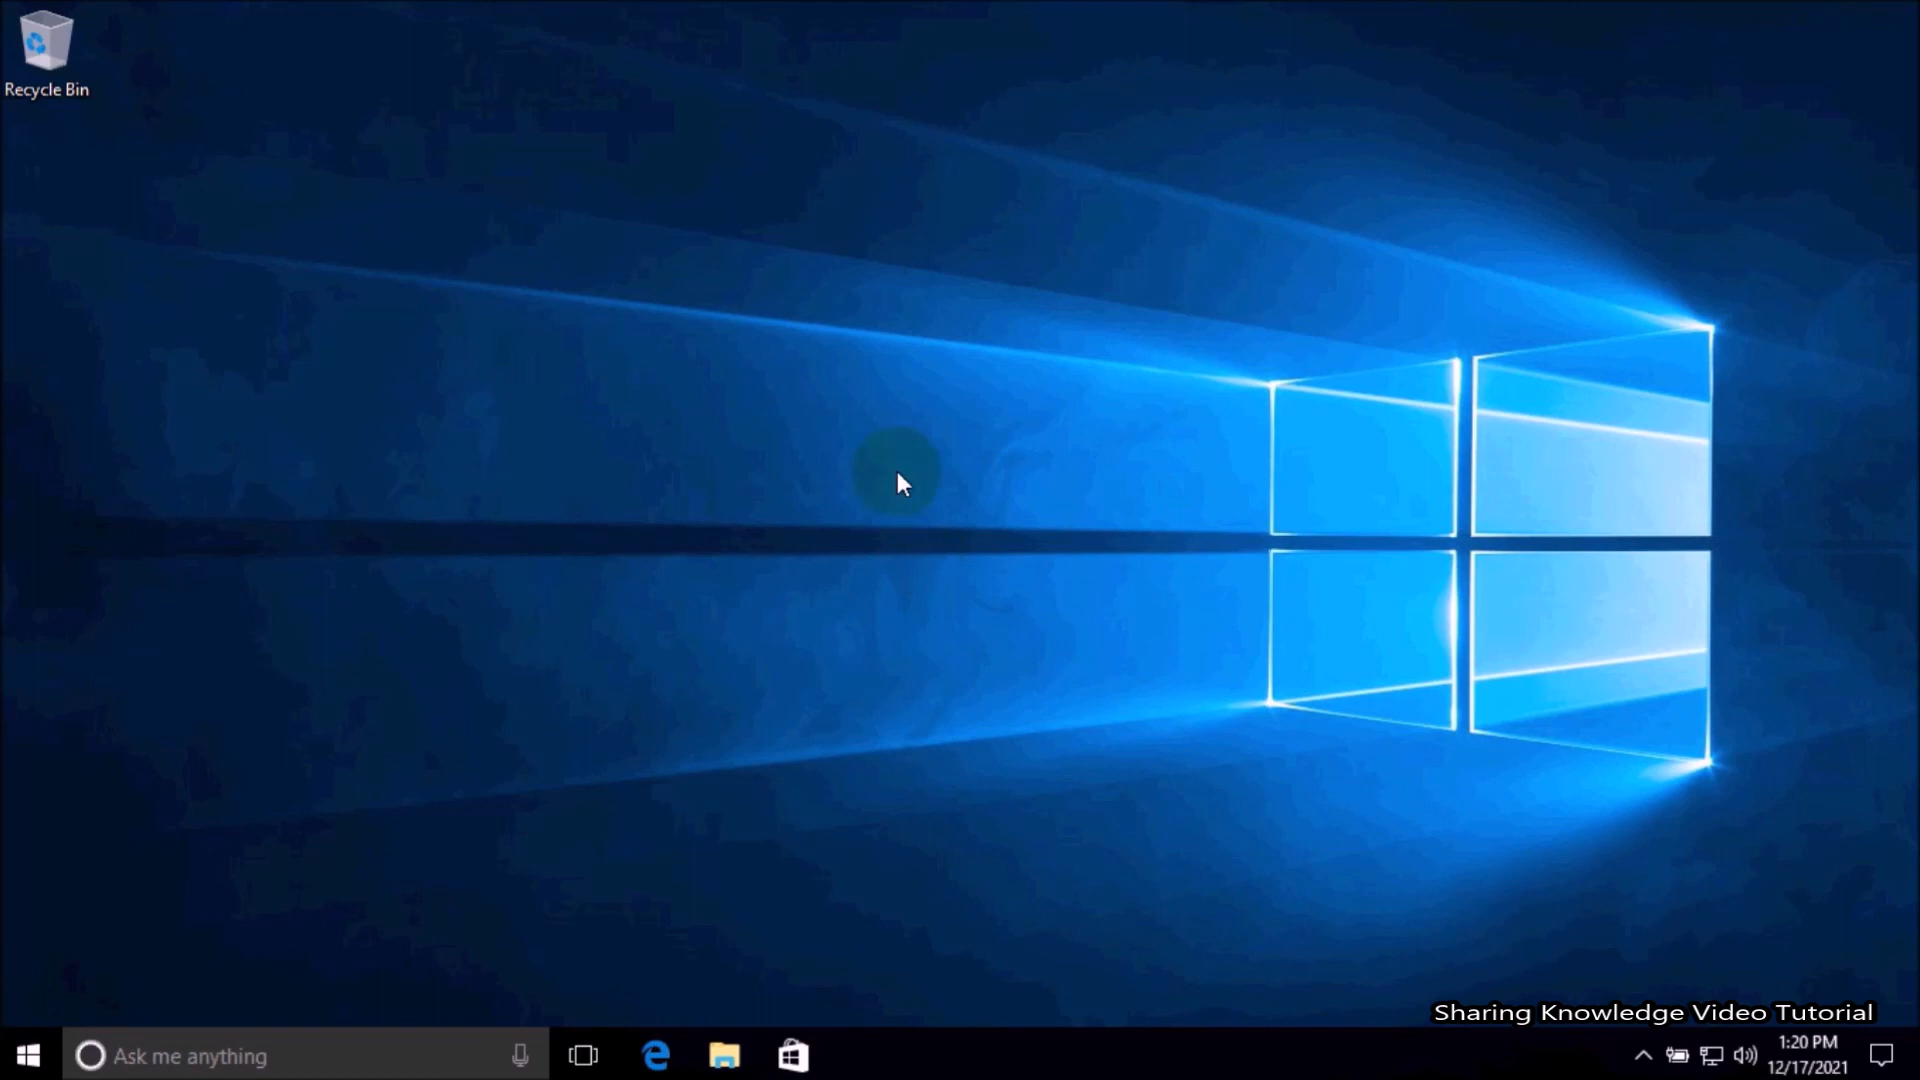 Recycle Bin
Sharing Knowledge Video Tutorial
Ask me anything
1:20 PM
12/17/2021